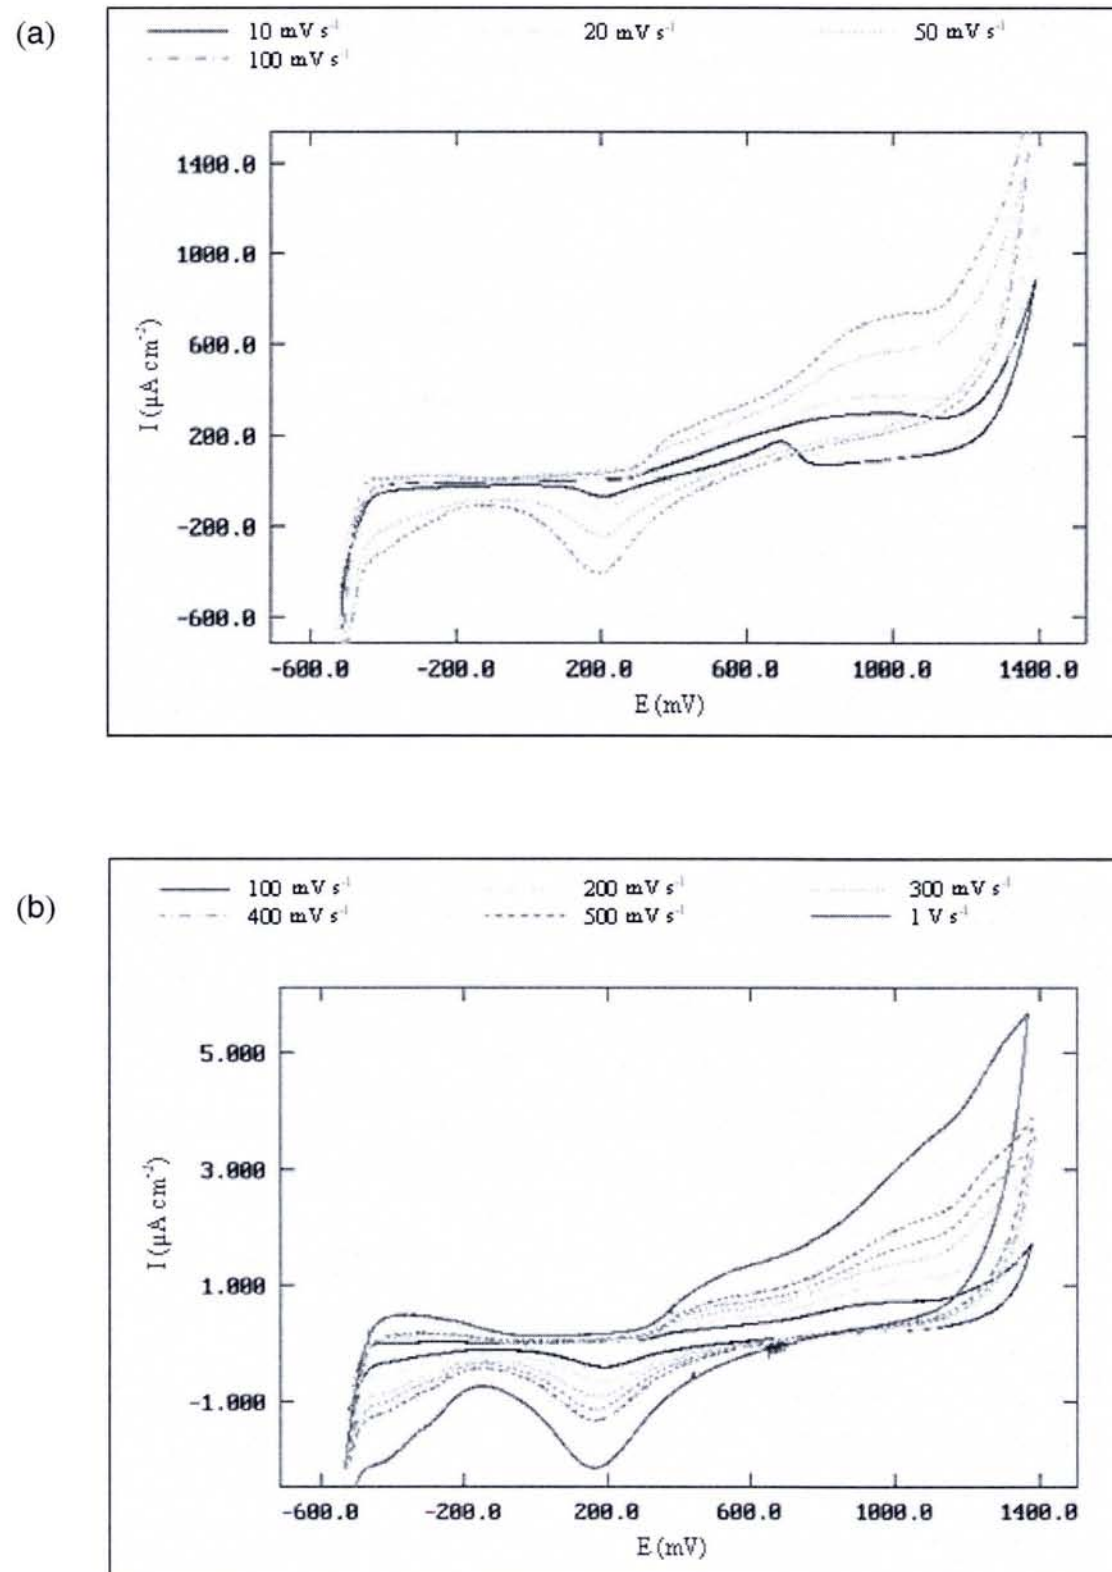 (a)
10 mV s⁻¹ 20 mV s⁻¹ 50 mV s⁻¹
100 mV s⁻¹
1400.0
1000.0
600.0
200.0
-200.0
-600.0
I (µA cm⁻²)
-600.0 -200.0 200.0 600.0 1000.0 1400.0
E (mV)
(b)
100 mV s⁻¹ 200 mV s⁻¹ 300 mV s⁻¹
400 mV s⁻¹ 500 mV s⁻¹ 1 V s⁻¹
5.000
3.000
1.000
-1.000
I (µA cm⁻²)
-600.0 -200.0 200.0 600.0 1000.0 1400.0
E (mV)